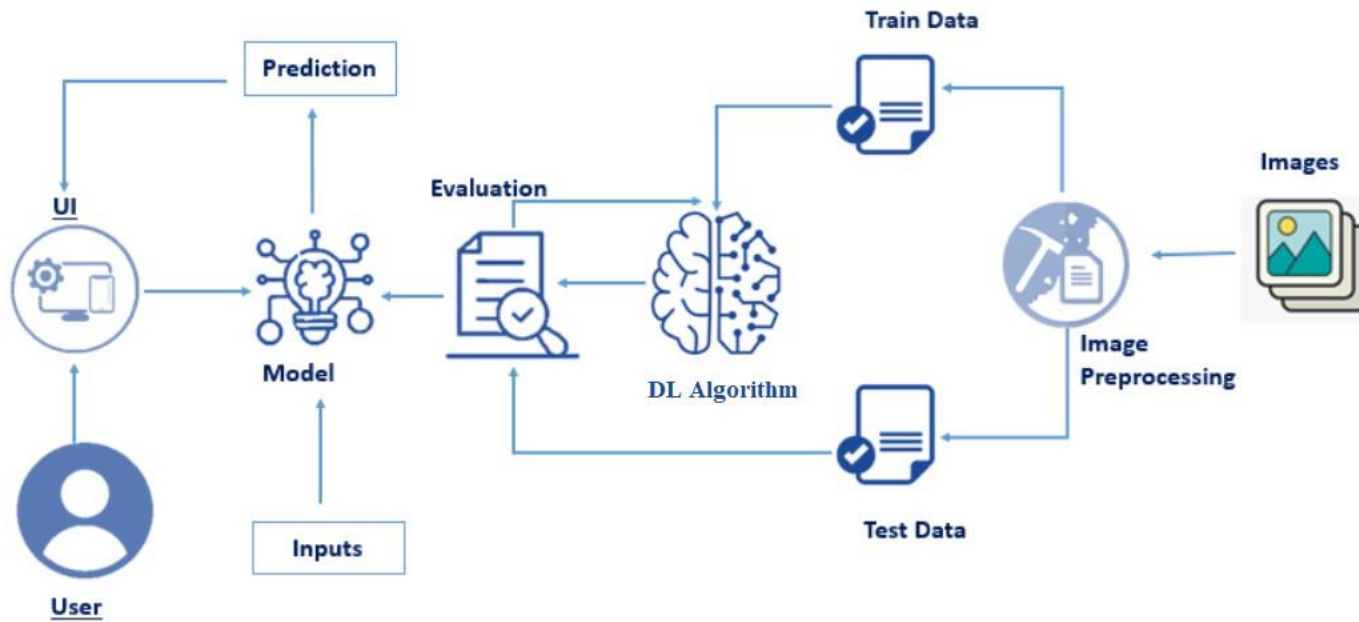 Train Data
Prediction
Images
Evaluation
UI
Image
Preprocessing
Model
DL Algorithm
Test Data
Inputs
User